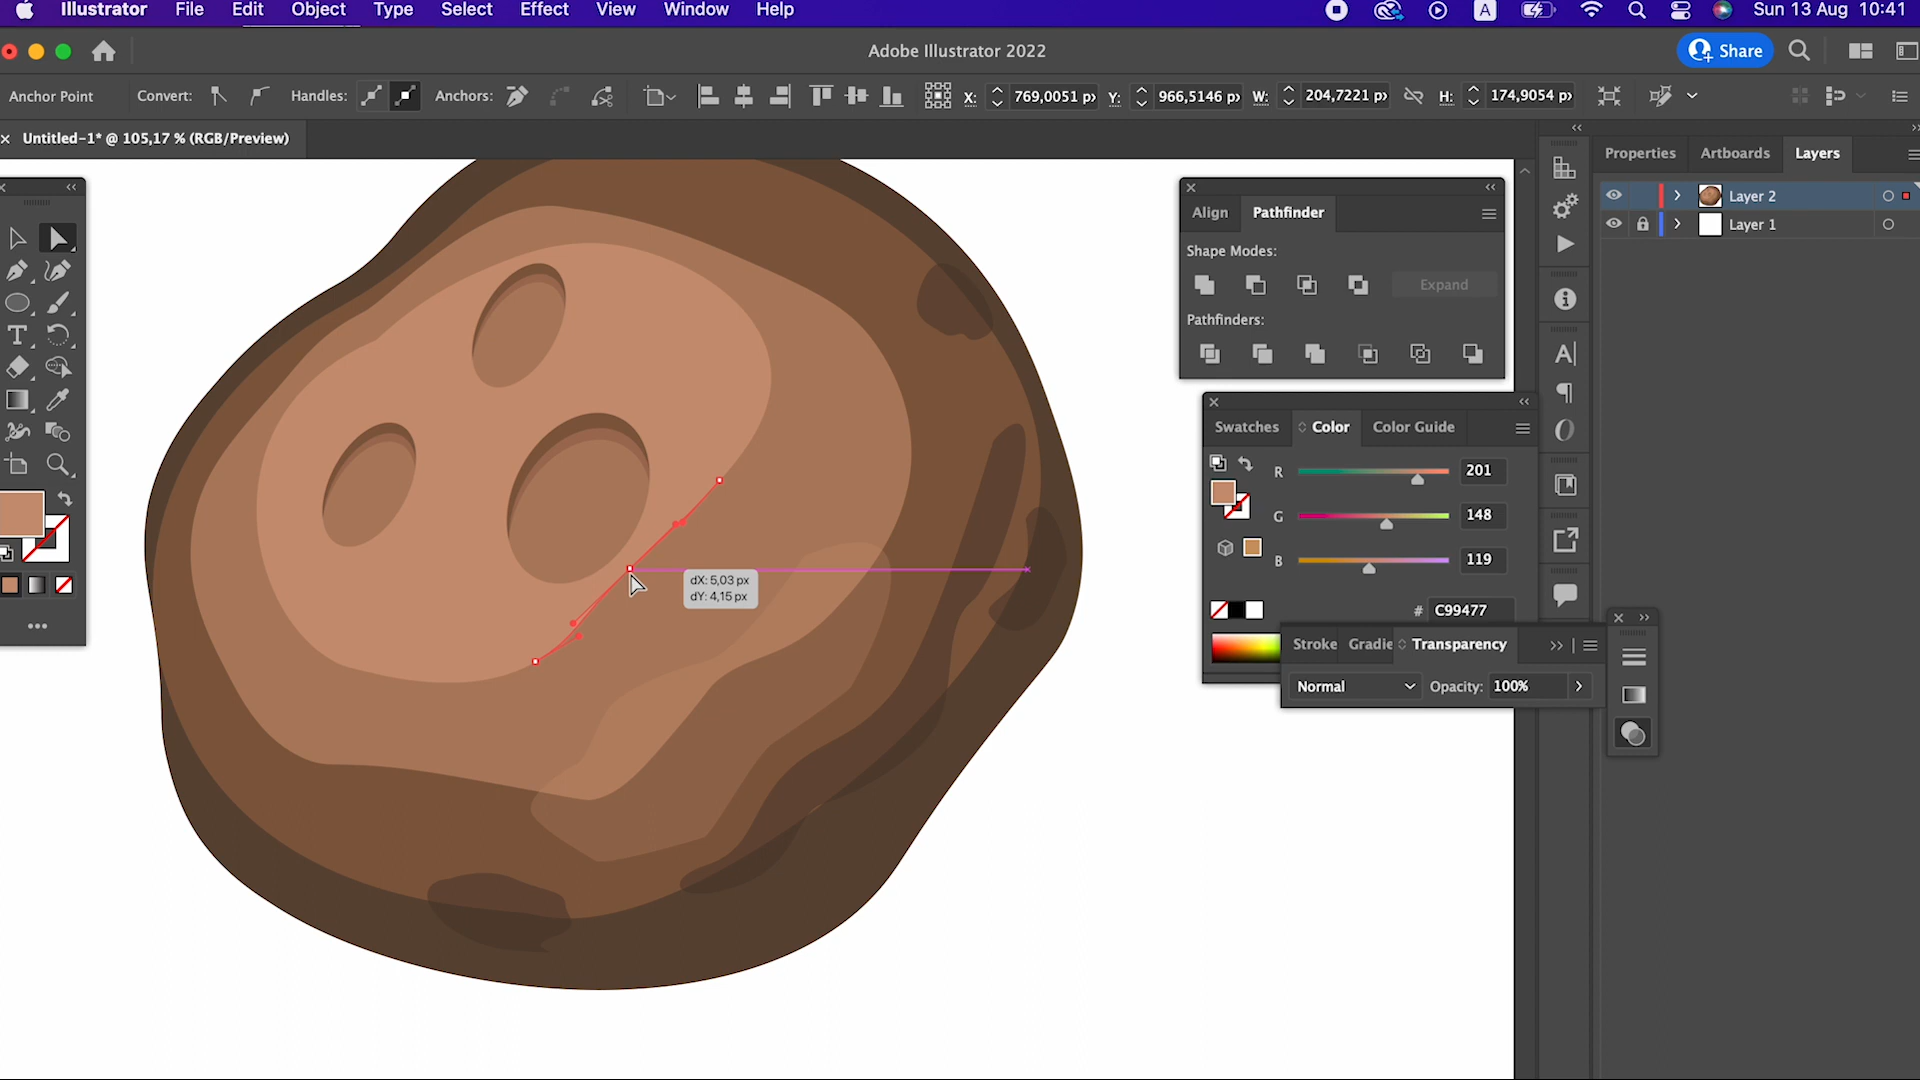 Illustrator File Edit Object Type Select Effect View Window Help A Sun 13 Aug 10:41
Adobe Illustrator 2022
Share
Anchor Point Convert: Handles: Anchors: X: 769,0051 px Y: 966,5146 px W: 204,7221 px H: 174,9054 px
Untitled-1* @ 105,17 % (RGB/Preview)
Properties Artboards Layers
Layer 2
Layer 1
Align Pathfinder
Shape Modes:
Expand
Pathfinders:
Swatches Color Color Guide
R 201
G 148
B 119
# C99477
Stroke Gradie Transparency
Normal Opacity: 100%
dX: 5,03 px
dY: 4,15 px